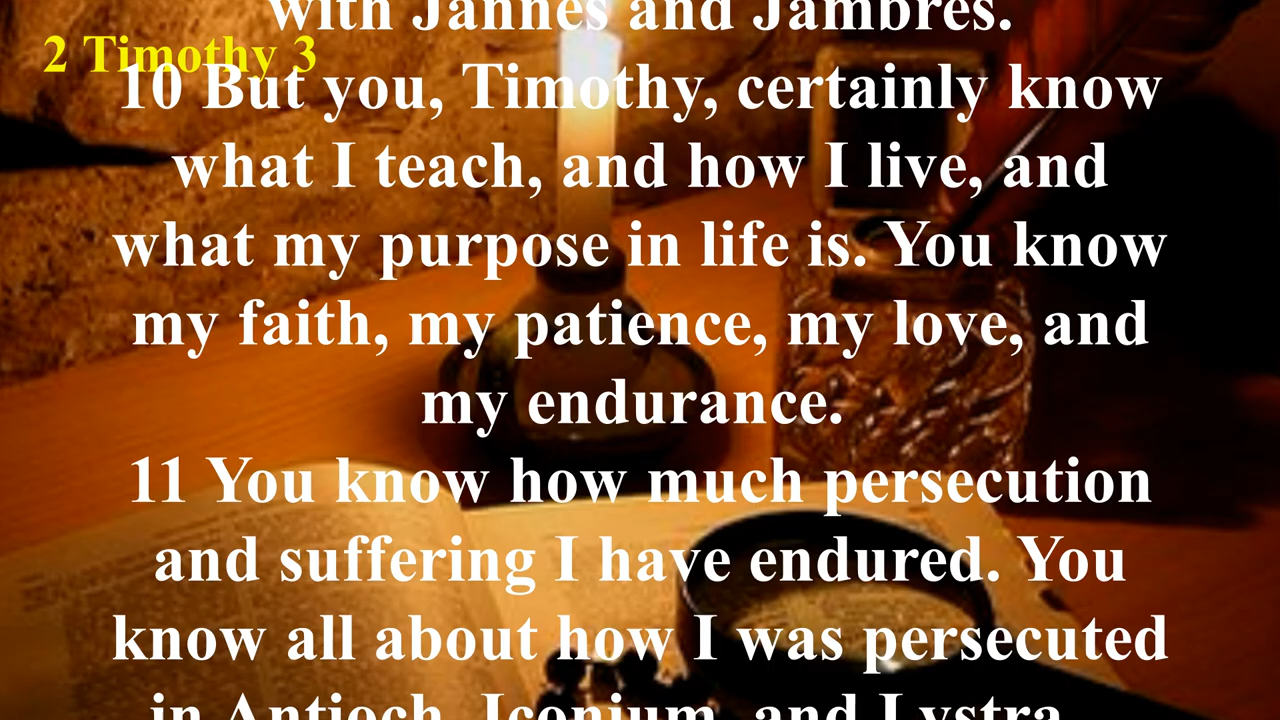 with Jannes and Jambres.
2 Timothy 3
10 But you, Timothy, certainly know
what I teach, and how I live, and
what my purpose in life is. You know
my faith, my patience, my love, and
my endurance.
11 You know how much persecution
and suffering I have endured. You
know all about how I was persecuted
in Antioch, Iconium, and Lystra